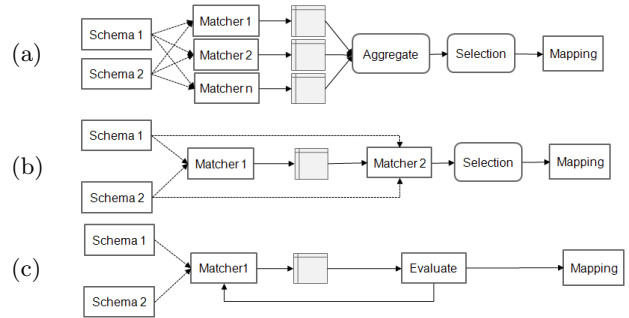 (a)
Schema 1
Schema 2
Matcher 1
Matcher 2
Matcher n
Aggregate
Selection
Mapping
(b)
Schema 1
Schema 2
Matcher 1
Matcher 2
Selection
Mapping
(c)
Schema 1
Schema 2
Matcher1
Evaluate
Mapping